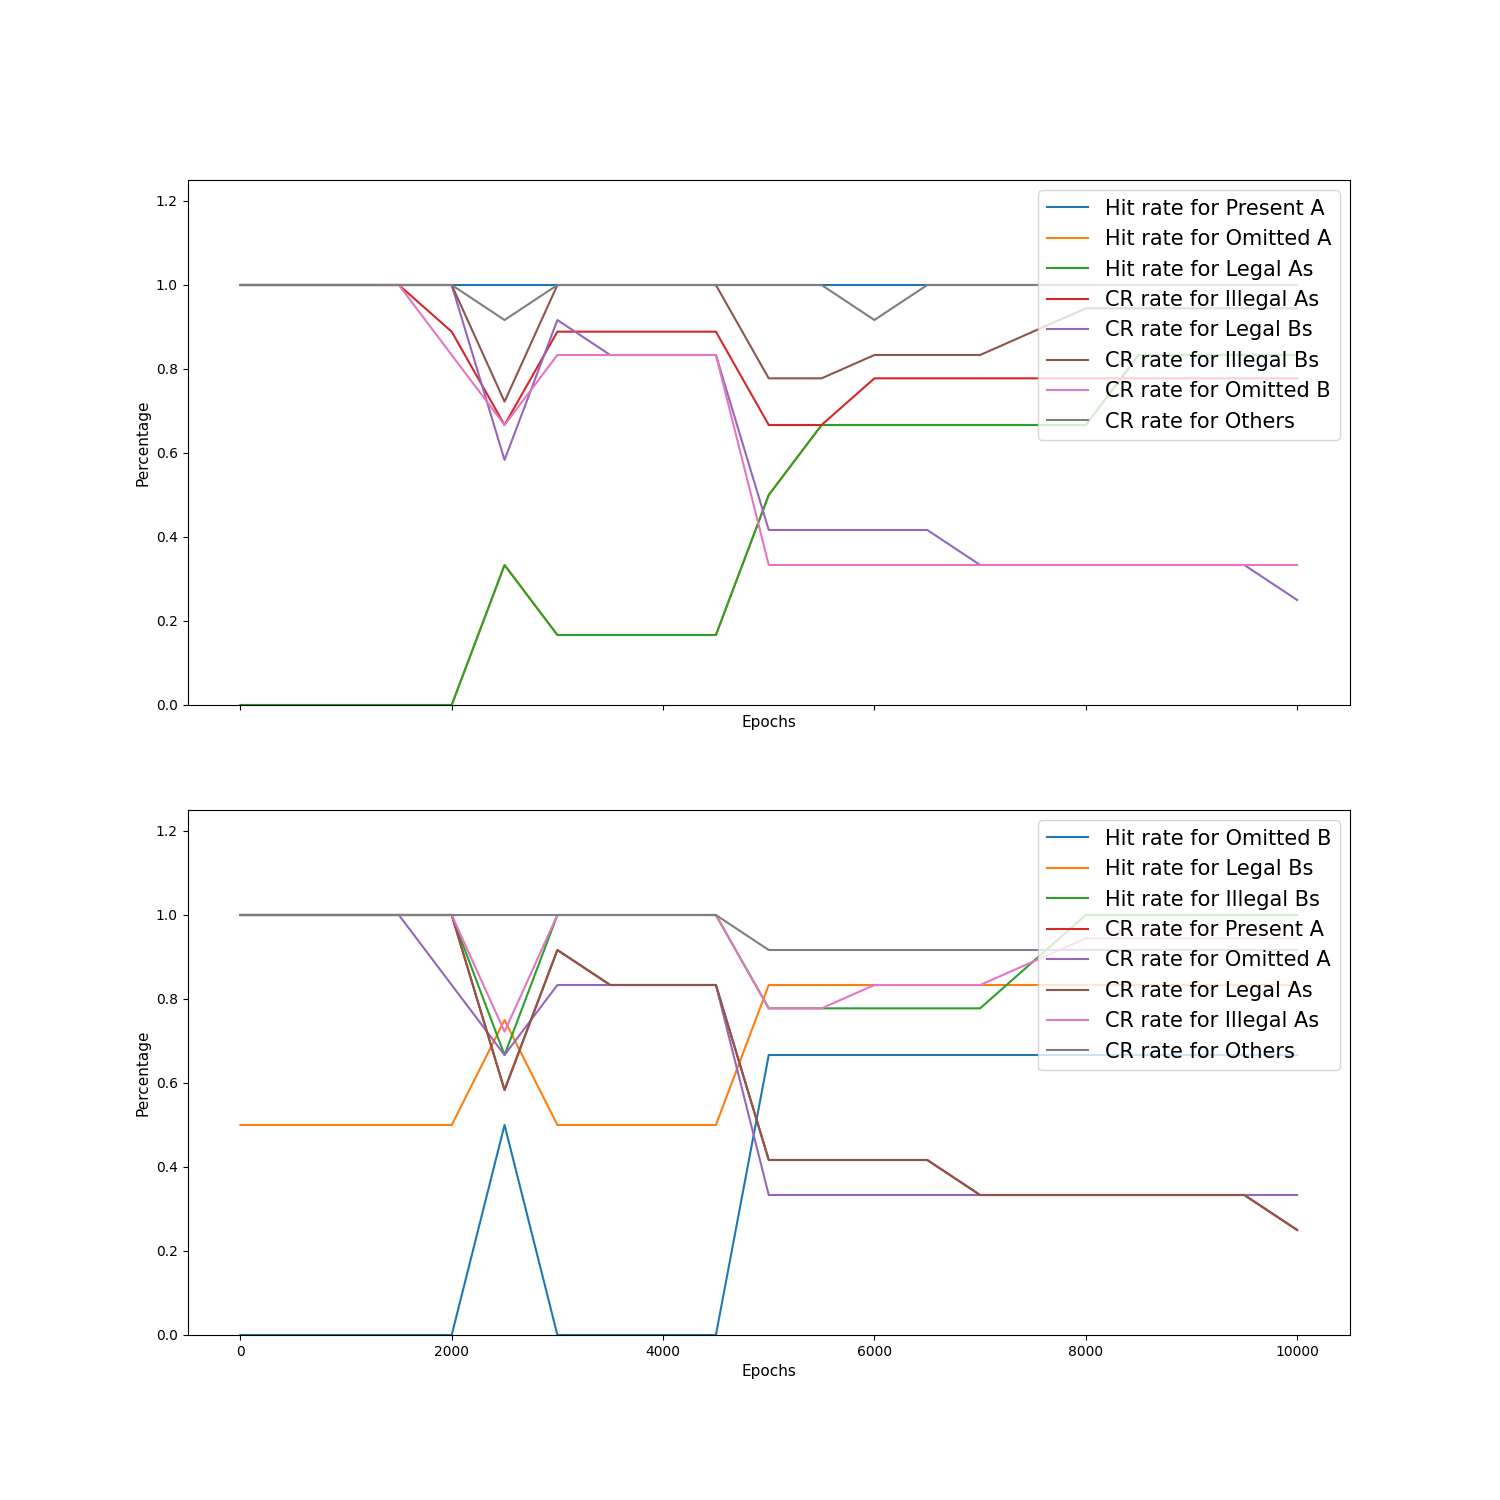 1.2
1.0
0.8
0.6
0.4
0.2
0.0
Percentage
Epochs
Hit rate for Present A
Hit rate for Omitted A
Hit rate for Legal As
CR rate for Illegal As
CR rate for Legal Bs
CR rate for Illegal Bs
CR rate for Omitted B
CR rate for Others
1.2
1.0
0.8
0.6
0.4
0.2
0.0
Percentage
0
2000
4000
6000
8000
10000
Epochs
Hit rate for Omitted B
Hit rate for Legal Bs
Hit rate for Illegal Bs
CR rate for Present A
CR rate for Omitted A
CR rate for Legal As
CR rate for Illegal As
CR rate for Others